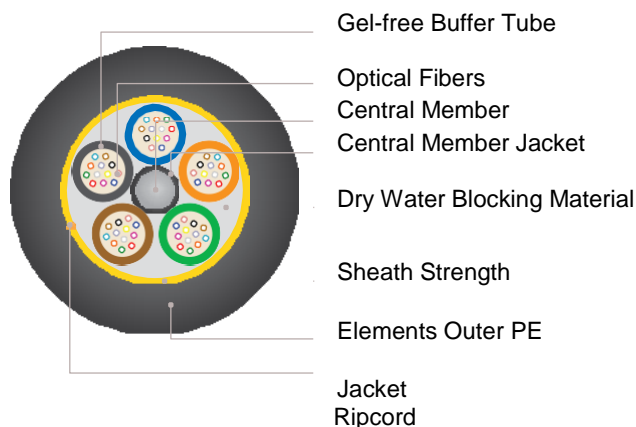 Gel-free Buffer Tube
Optical Fibers
Central Member
Central Member Jacket
Dry Water Blocking Material
Sheath Strength
Elements Outer PE
Jacket
Ripcord